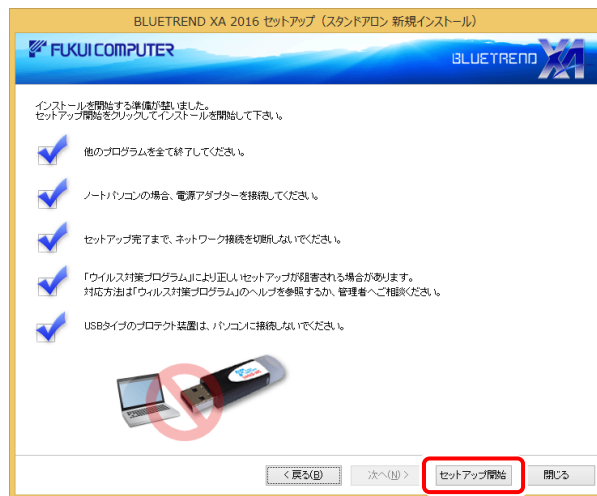 BLUETREND XA 2016 セットアップ（スタンドアロン 新規インストール）
FUKUI COMPUTER
BLUETREND XA
インストールを開始する準備が整いました。
セットアップ開始をクリックしてインストールを開始して下さい。
他のプログラムを全て終了してください。
ノートパソコンの場合、電源アダプターを接続してください。
セットアップ完了まで、ネットワーク接続を切断しないでください。
「ウイルス対策プログラム」により正しいセットアップが阻害される場合があります。
対応方法は「ウィルス対策プログラム」のヘルプを参照するか、管理者へご相談ください。
USBタイプのプロテクト装置は、パソコンに接続しないでください。
< 戻る(B)
次へ(N) >
セットアップ開始
閉じる